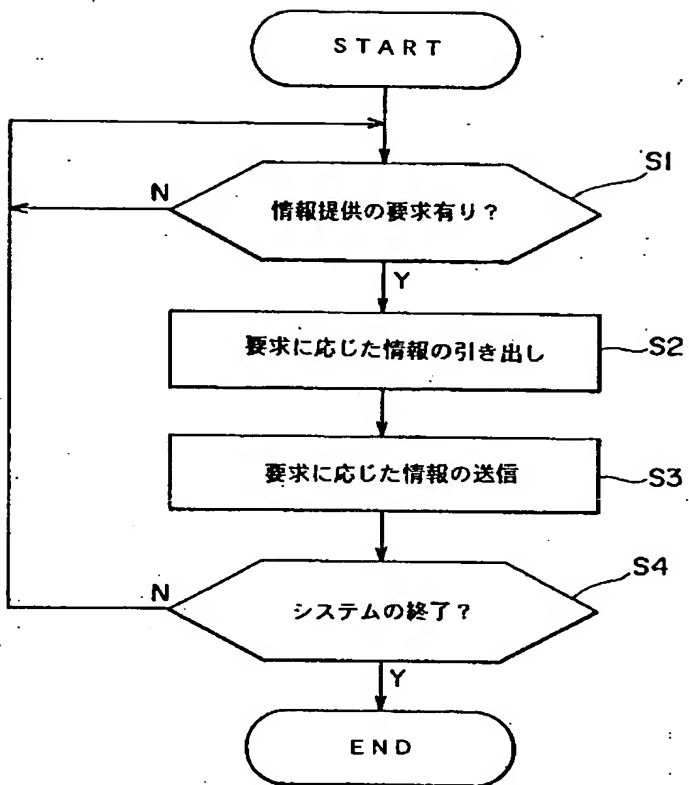 START
S1
N
情報提供の要求有り?
Y
要求に応じた情報の引き出し
S2
要求に応じた情報の送信
S3
S4
N
システムの終了?
Y
END